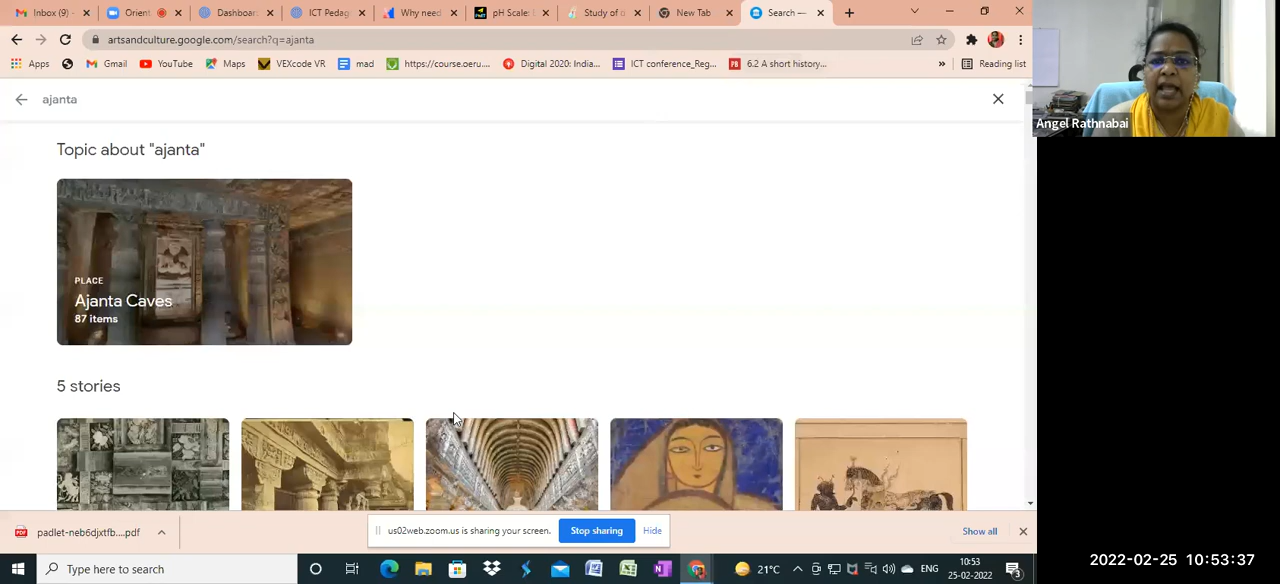 Inbox (9) -
Orient
Dashboard
ICT Pedag
Why need
pH Scale:
Study of
New Tab
Search —
artsandculture.google.com/search?q=ajanta
Apps
Gmail
YouTube
Maps
VEXcode VR
mad
https://course.oeru....
Digital 2020: India...
ICT conference_Reg...
6.2 A short history...
»
Reading list
ajanta
Angel Rathnabai
Topic about "ajanta"
PLACE
Ajanta Caves
87 items
5 stories
padlet-neb6djxtfb....pdf
us02web.zoom.us is sharing your screen.
Stop sharing
Hide
Show all
Type here to search
21°C
ENG
10:53
25-02-2022
3
2022-02-25 10:53:37